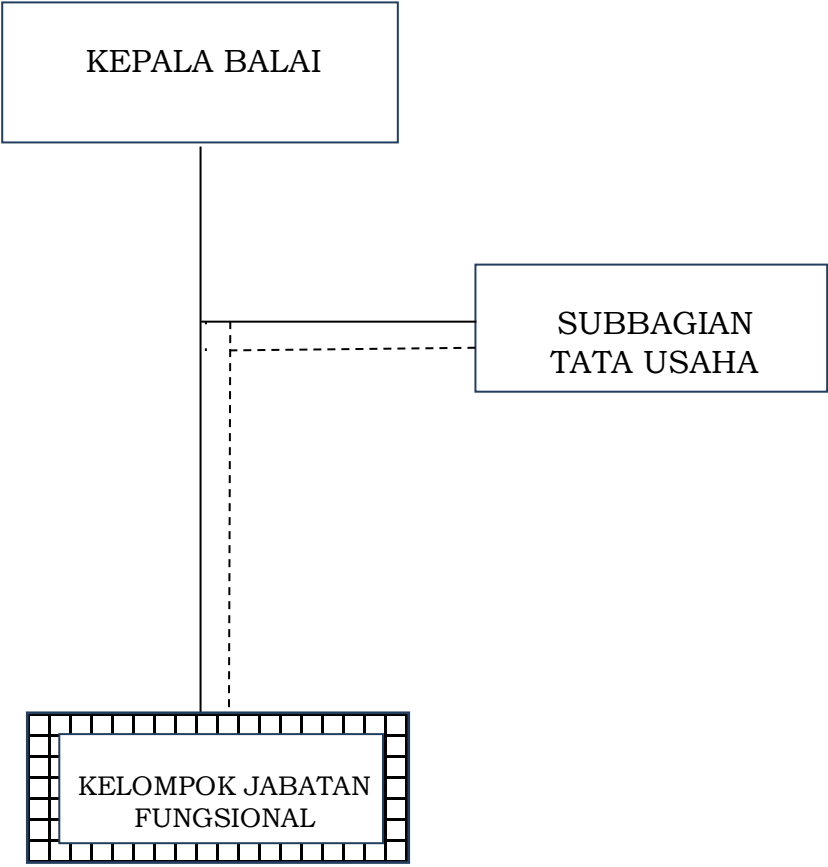 KEPALA BALAI
SUBBAGIAN
TATA USAHA
KELOMPOK JABATAN
FUNGSIONAL